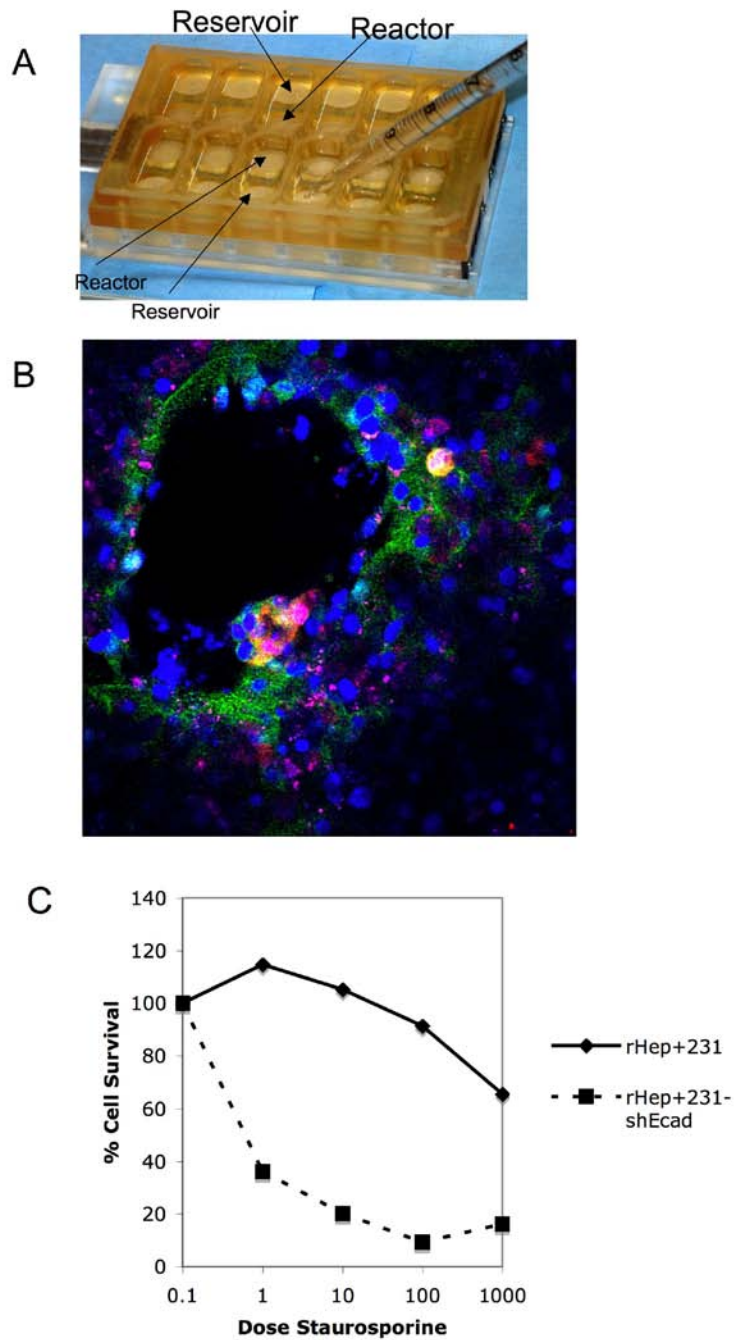 A
Reservoir
Reactor
Reactor
Reservoir
B
C
140
120
100
80
60
40
20
0
% Cell Survival
0.1 1 10 100 1000
Dose Staurosporine
rHep+231
rHep+231-
shEcad